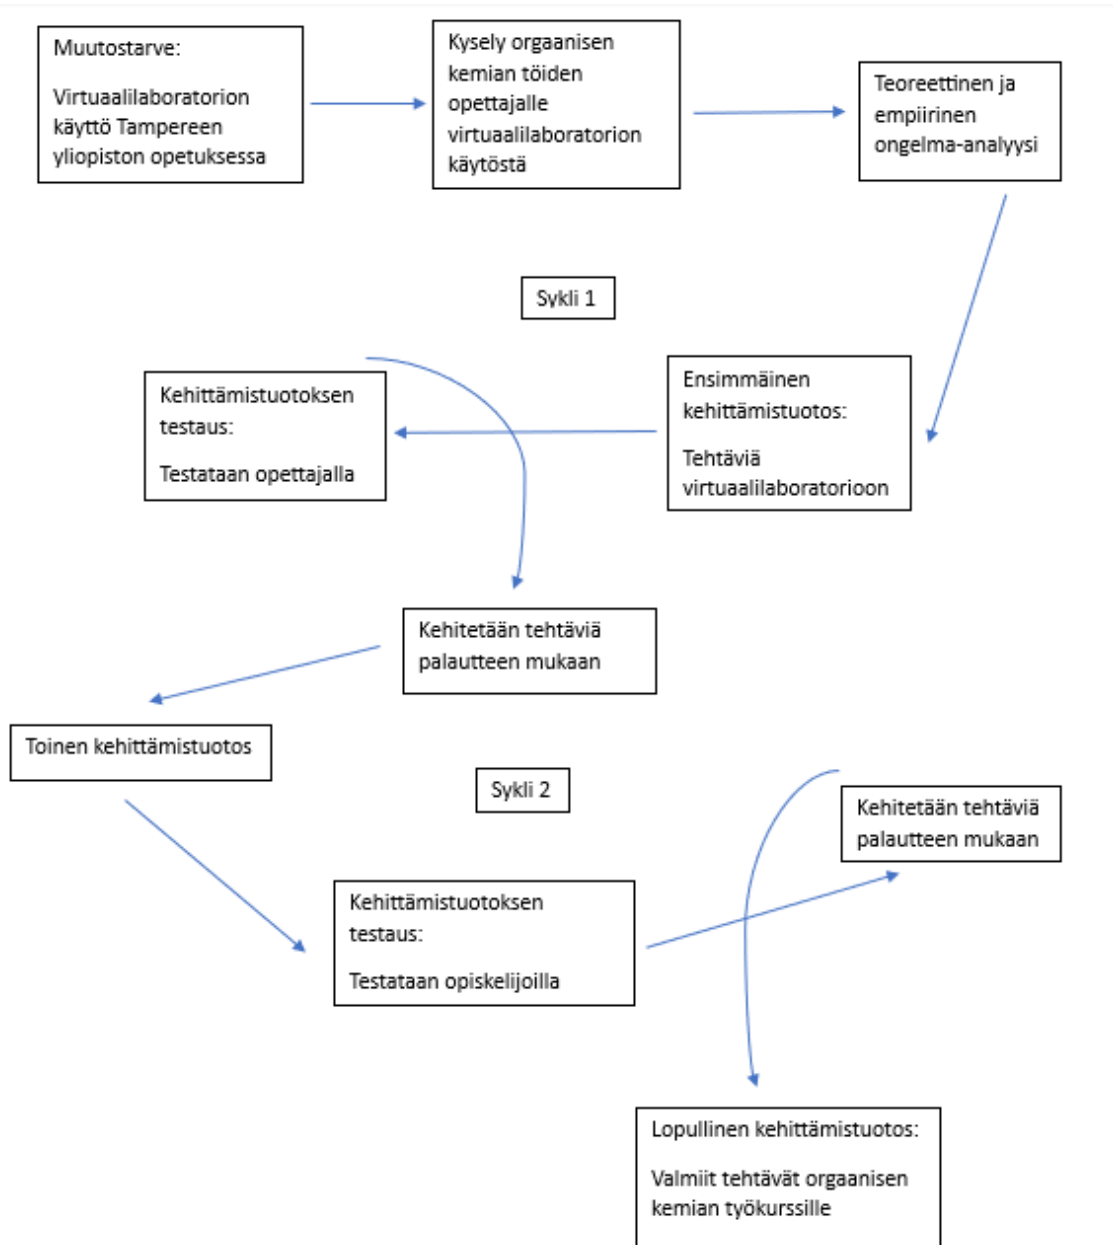 Muutostarve:
Virtuaalilaboratorion
käyttö Tampereen
yliopiston opetuksessa
Kysely orgaanisen
kemian töiden
opettajalle
virtuaalilaboratorion
käytöstä
Teoreettinen ja
empiirinen
ongelma-analyysi
Sykli 1
Ensimmäinen
kehittämistuotos:
Tehtäviä
virtuaalilaboratorioon
Kehittämistuotoksen
testaus:
Testataan opettajalla
Kehitetään tehtäviä
palautteen mukaan
Toinen kehittämistuotos
Sykli 2
Kehittämistuotoksen
testaus:
Testataan opiskelijoilla
Kehitetään tehtäviä
palautteen mukaan
Lopullinen kehittämistuotos:
Valmiit tehtävät orgaanisen
kemian työkurssille